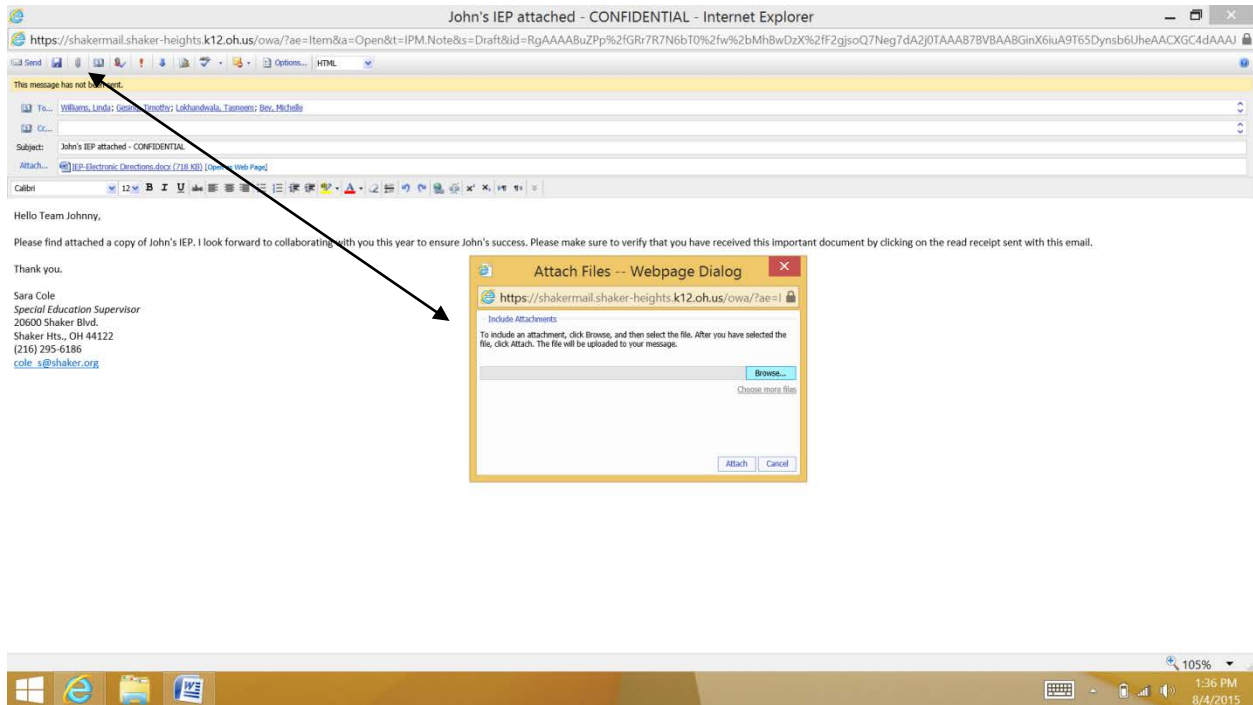 John's IEP attached - CONFIDENTIAL - Internet Explorer
https://shakermail.shaker-heights.k12.oh.us/owa/?ae=Item&a=Open&t=IPM.Note&s=Draft&id=
Send Options... HTML
This message has not been sent.
To... Williams, Linda; Gesing, Timothy; Lokhandwala, Tasneem; Bey, Michelle
Cc...
Subject: John's IEP attached - CONFIDENTIAL
Attach... IEP-Electronic Directions.docx (718 KB) [Open as Web Page]
Calibri 12 B I U abc
Hello Team Johnny,
Please find attached a copy of John's IEP. I look forward to collaborating with you this year to ensure John's success. Please make sure to verify that you have received this important document by clicking on the read receipt sent with this email.
Thank you.
Sara Cole
Special Education Supervisor
20600 Shaker Blvd.
Shaker Hts., OH 44122
(216) 295-6186
cole_s@shaker.org
Attach Files -- Webpage Dialog
https://shakermail.shaker-heights.k12.oh.us/owa/?ae=
Include Attachments
To include an attachment, click Browse, and then select the file. After you have selected the
file, click Attach. The file will be uploaded to your message.
Browse...
Choose more files
Attach Cancel
105%
1:36 PM
8/4/2015